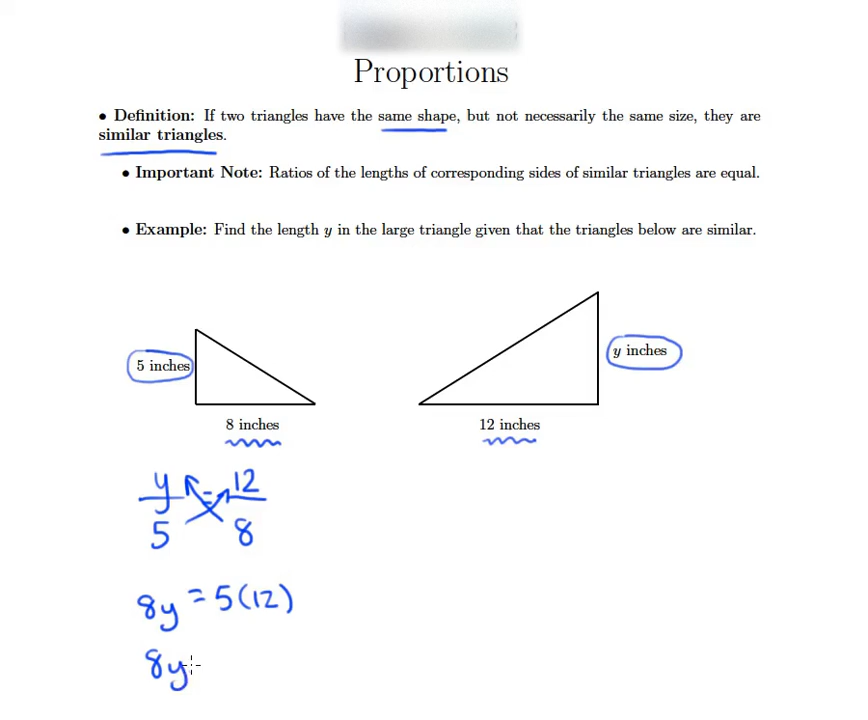 Proportions
• Definition: If two triangles have the same shape, but not necessarily the same size, they are
similar triangles.
• Important Note: Ratios of the lengths of corresponding sides of similar triangles are equal.
• Example: Find the length y in the large triangle given that the triangles below are similar.
5 inches
y inches
8 inches
12 inches
y/5 = 12/8
8y = 5(12)
8y